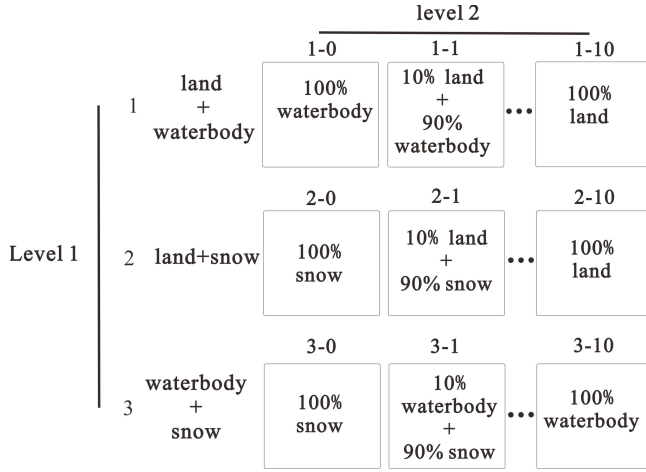 level 2
1-0
1-1
1-10
1
land
+
waterbody
100%
waterbody
10% land
+
90%
waterbody
...
100%
land
2-0
2-1
2-10
Level 1
2
land+snow
100%
snow
10% land
+
90% snow
...
100%
land
3-0
3-1
3-10
3
waterbody
+
snow
100%
snow
10%
waterbody
+
90% snow
...
100%
waterbody